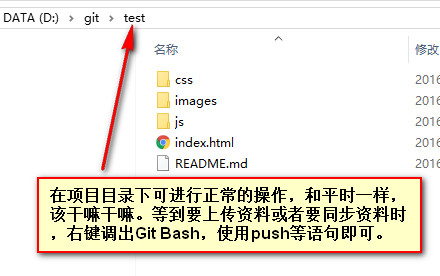 DATA (D:) > git > test
名称
css 2016
images 2016
js 2016
index.html 2016
README.md 2016
在项目目录下可进行正常的操作，和平时一样，
该干嘛干嘛。等到要上传资料或者要同步资料时
，右键调出Git Bash，使用push等语句即可。